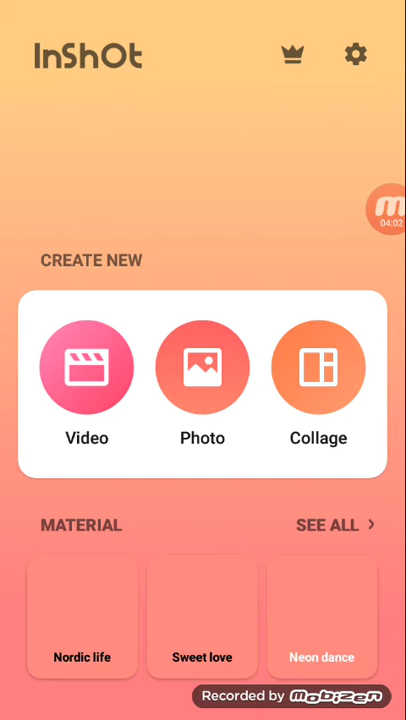 InShOt
04:02
CREATE NEW
Video Photo Collage
MATERIAL SEE ALL >
Nordic life Sweet love Neon dance
Recorded by mobizen